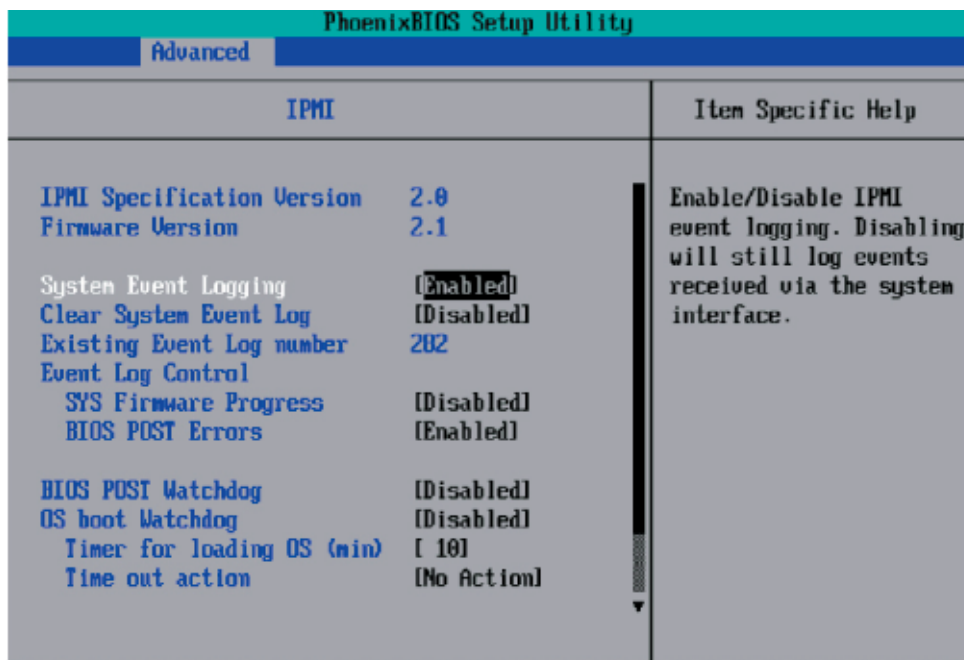 PhoenixBIOS Setup Utility
Advanced
IPMI
Item Specific Help
IPMI Specification Version 2.0
Firmware Version 2.1
System Event Logging [Enabled]
Clear System Event Log [Disabled]
Existing Event Log number 202
Event Log Control
SYS Firmware Progress [Disabled]
BIOS POST Errors [Enabled]
BIOS POST Watchdog [Disabled]
OS boot Watchdog [Disabled]
Timer for loading OS (min) [ 10]
Time out action [No Action]
Enable/Disable IPMI
event logging. Disabling
will still log events
received via the system
interface.